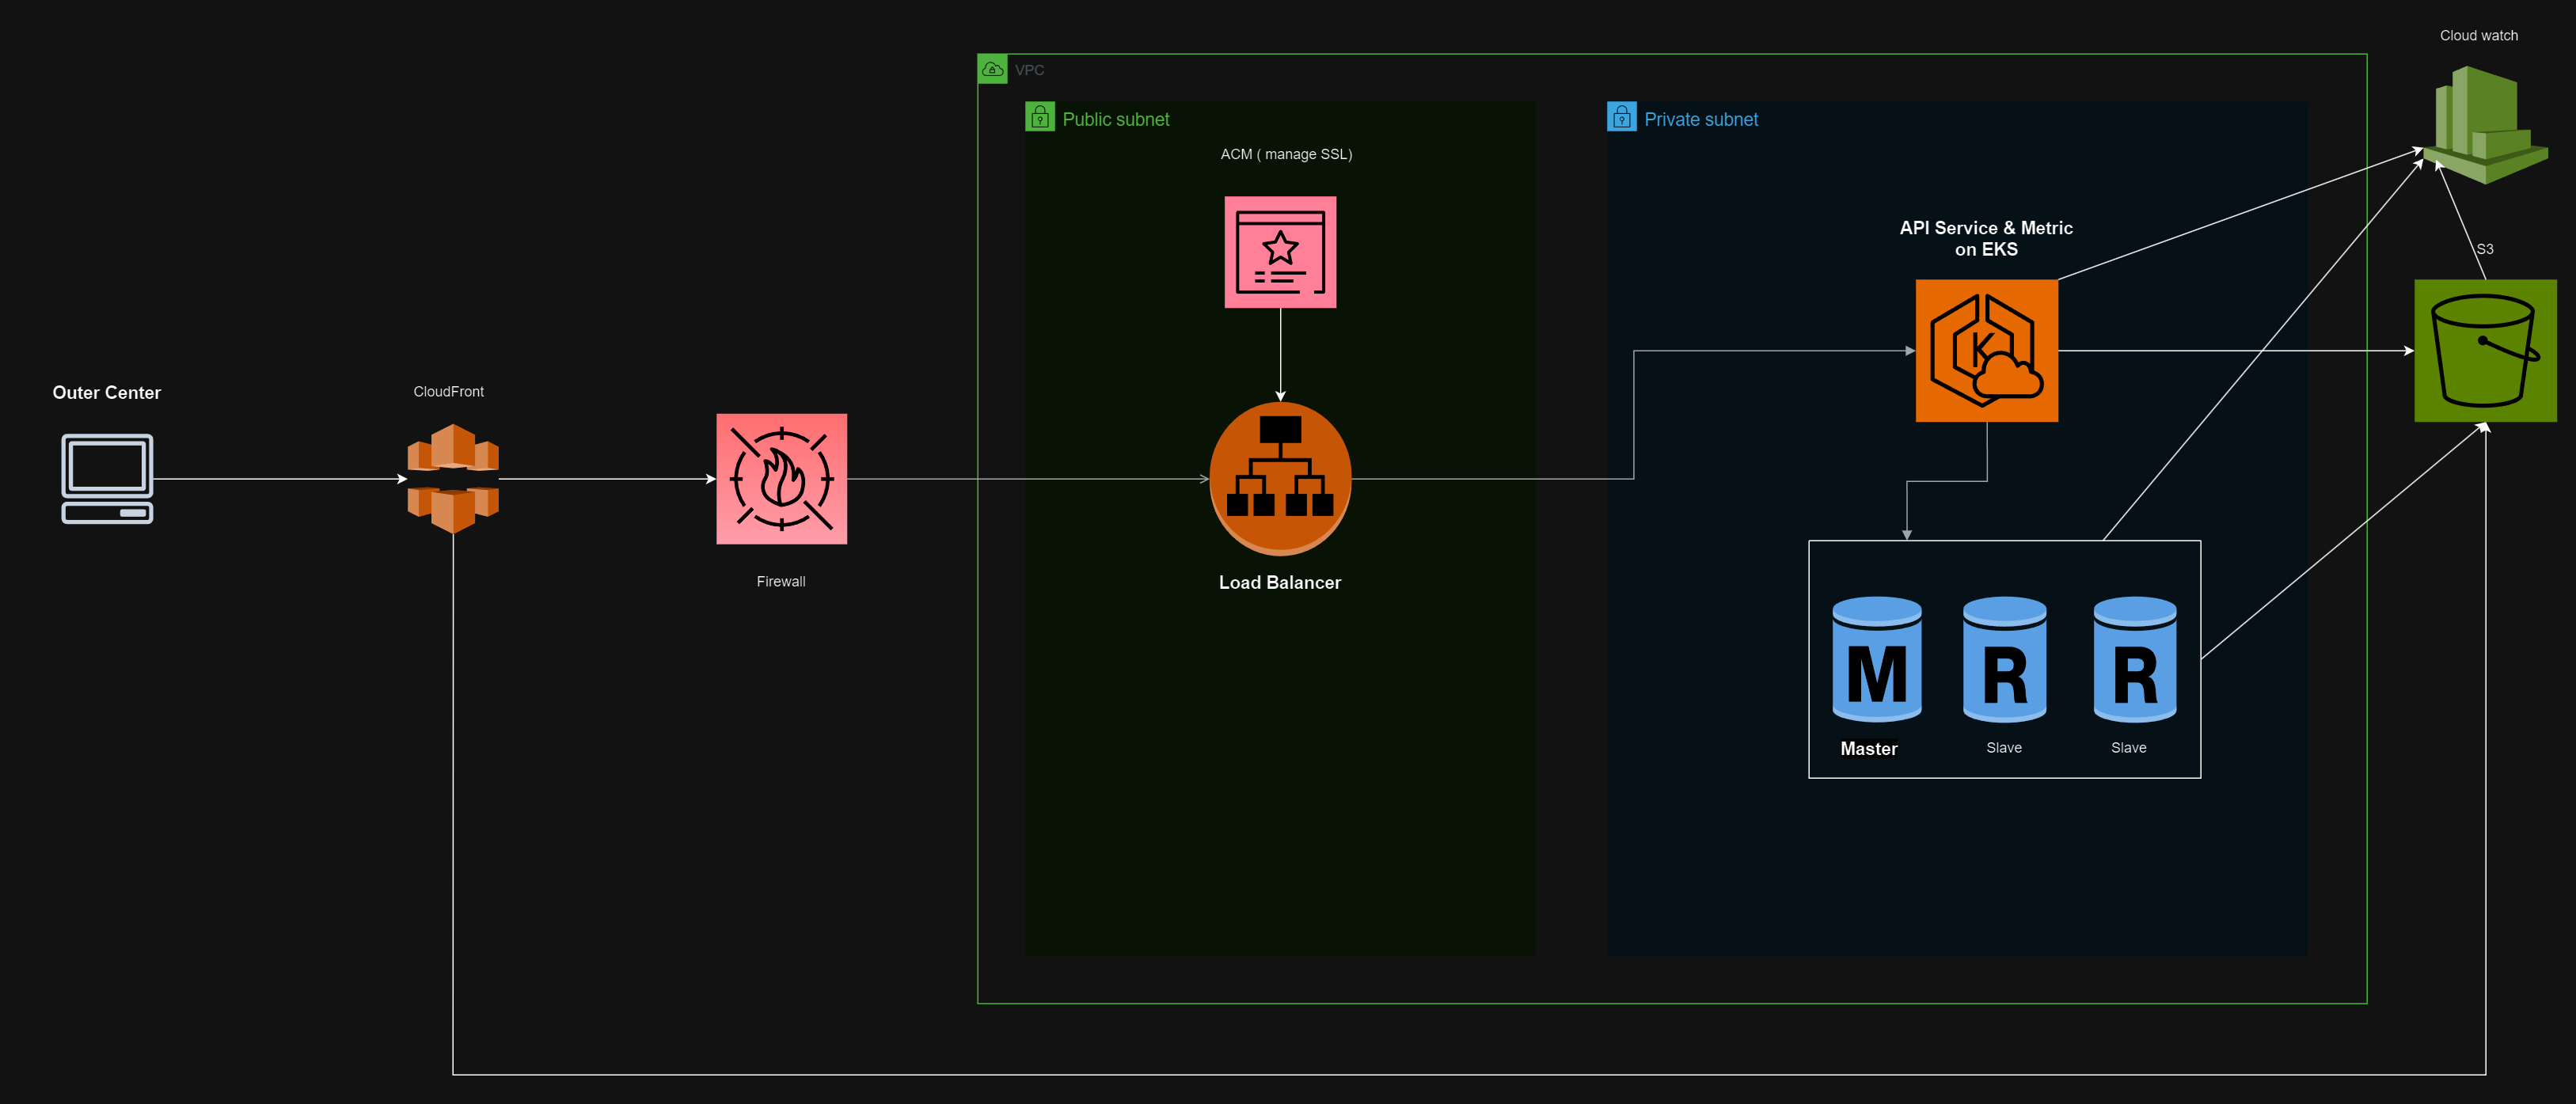 Cloud watch
VPC
Public subnet
Private subnet
ACM ( manage SSL)
API Service & Metric
on EKS
S3
K
Outer Center
CloudFront
Firewall
Load Balancer
M
R
R
Master
Slave
Slave